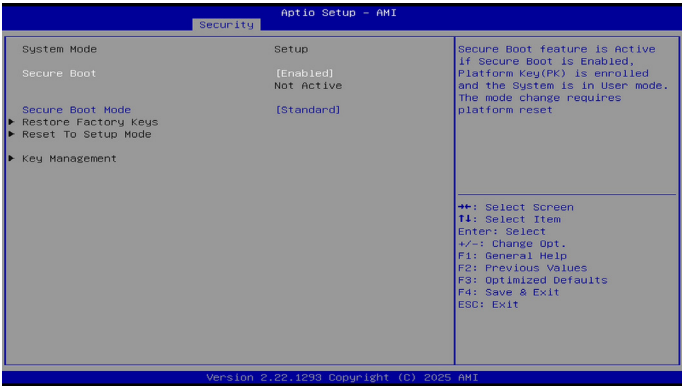 Aptio Setup - AMI
Security
System Mode Setup
Secure Boot [Enabled]
Not Active
Secure Boot Mode [Standard]
▶ Restore Factory Keys
▶ Reset To Setup Mode
▶ Key Management
Secure Boot feature is Active
if Secure Boot is Enabled,
Platform Key(PK) is enrolled
and the System is in User mode.
The mode change requires
platform reset
→←: Select Screen
↑↓: Select Item
Enter: Select
+/-: Change Opt.
F1: General Help
F2: Previous Values
F3: Optimized Defaults
F4: Save & Exit
ESC: Exit
Version 2.22.1293 Copyright (C) 2025 AMI